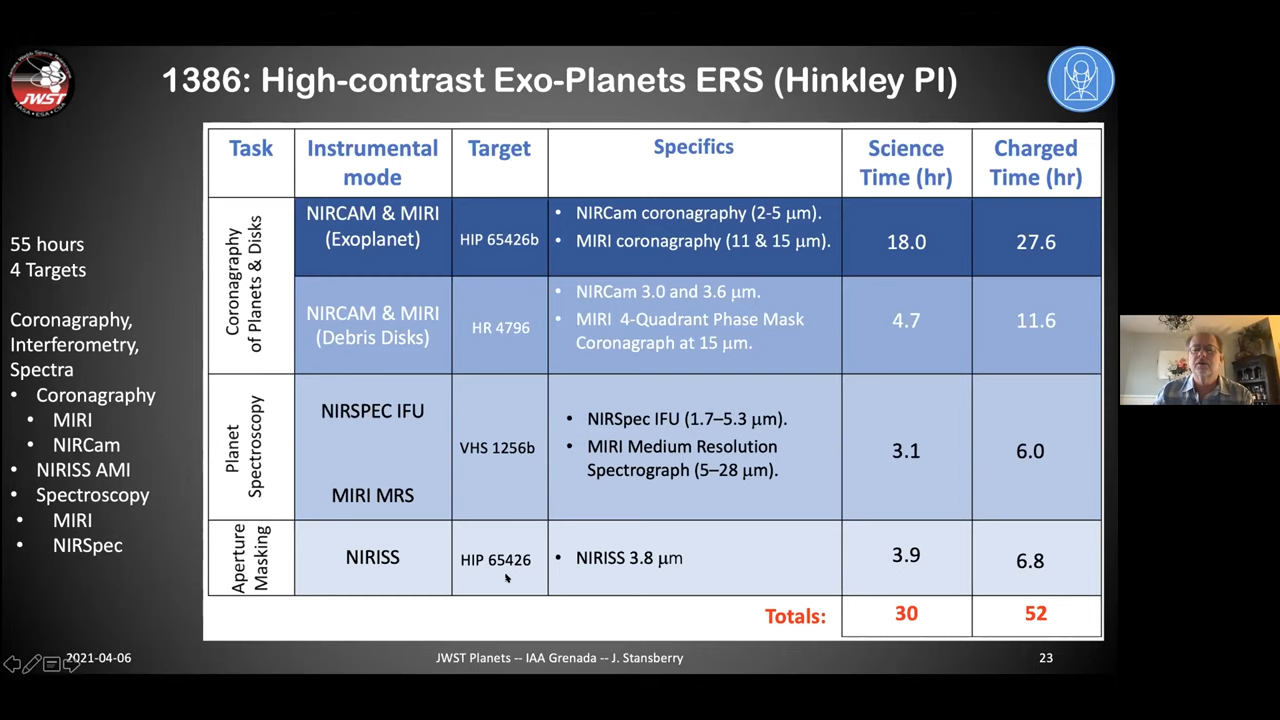 1386: High-contrast Exo-Planets ERS (Hinkley PI)
JWST
55 hours
4 Targets
Coronagraphy,
Interferometry,
Spectra
• Coronagraphy
• MIRI
• NIRCam
• NIRISS AMI
• Spectroscopy
• MIRI
• NIRSpec
Task
Instrumental
mode
Target
Specifics
Science
Time (hr)
Charged
Time (hr)
Coronagraphy
of Planets & Disks
NIRCAM & MIRI
(Exoplanet)
HIP 65426b
• NIRCam coronagraphy (2-5 μm).
• MIRI coronagraphy (11 & 15 μm).
18.0
27.6
NIRCAM & MIRI
(Debris Disks)
HR 4796
• NIRCam 3.0 and 3.6 μm.
• MIRI 4-Quadrant Phase Mask
Coronagraph at 15 μm.
4.7
11.6
Planet
Spectroscopy
NIRSPEC IFU
MIRI MRS
VHS 1256b
• NIRSpec IFU (1.7–5.3 μm).
• MIRI Medium Resolution
Spectrograph (5–28 μm).
3.1
6.0
Aperture
Masking
NIRISS
HIP 65426
• NIRISS 3.8 μm
3.9
6.8
Totals:
30
52
2021-04-06
JWST Planets -- IAA Grenada -- J. Stansberry
23